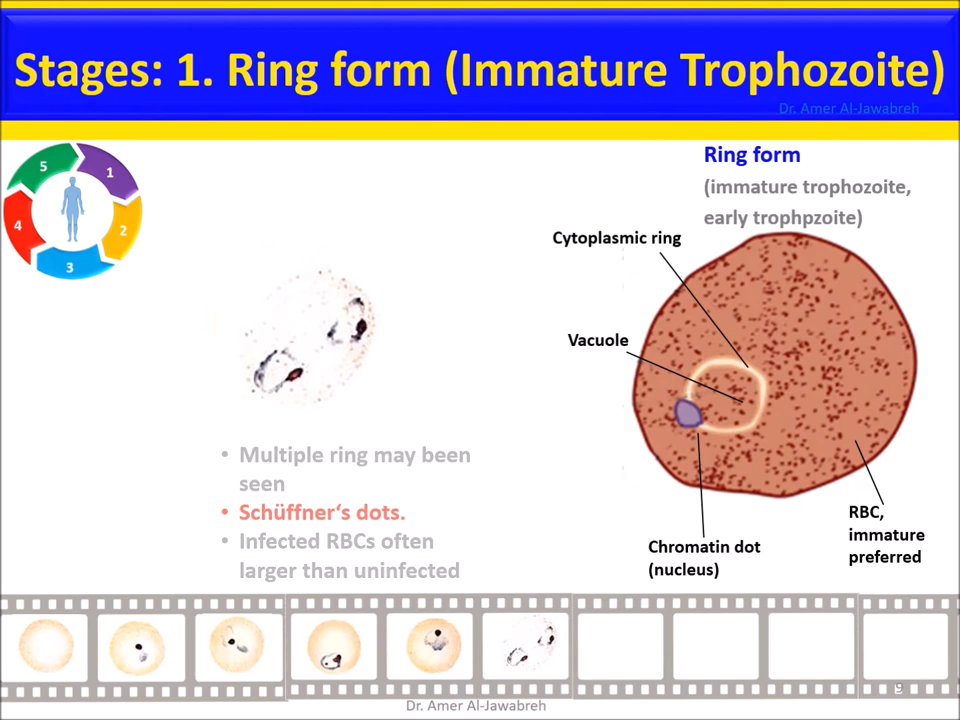 Stages: 1. Ring form (Immature Trophozoite)
Dr. Amer Al-Jawabreh
5
1
4
2
3
Ring form
(immature trophozoite,
early trophpzoite)
Cytoplasmic ring
Vacuole
• Multiple ring may been
seen
• Schüffner‘s dots.
• Infected RBCs often
larger than uninfected
Chromatin dot
(nucleus)
RBC,
immature
preferred
9
Dr. Amer Al-Jawabreh